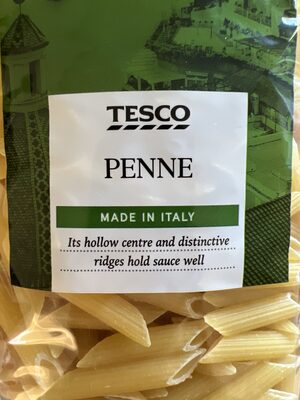 TESCO
PENNE
MADE IN ITALY
Its hollow centre and distinctive
ridges hold sauce well